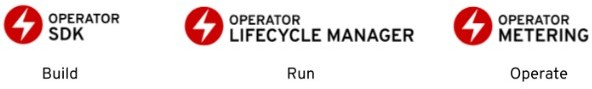 OPERATOR
SDK
Build
OPERATOR
LIFECYCLE MANAGER
Run
OPERATOR
METERING
Operate